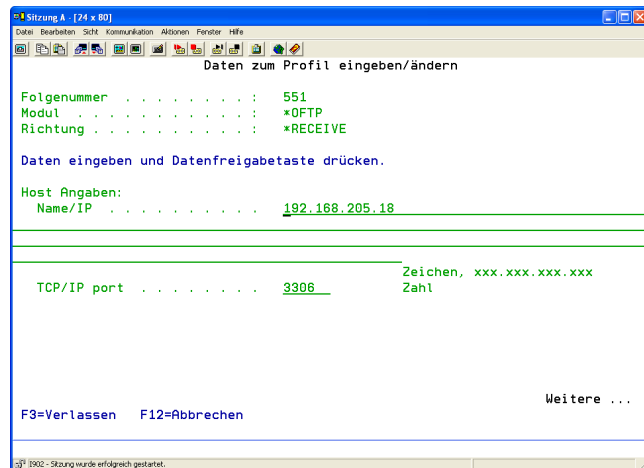 Sitzung A - [24 x 80]
Datei Bearbeiten Sicht Kommunikation Aktionen Fenster Hilfe
Daten zum Profil eingeben/ändern
Folgenummer . . . . . . . . : 551
Modul . . . . . . . . . . . : *OFTP
Richtung . . . . . . . . . . : *RECEIVE
Daten eingeben und Datenfreigabetaste drücken.
Host Angaben:
Name/IP . . . . . . . . . . 192.168.205.18
Zeichen, xxx.xxx.xxx.xxx
TCP/IP port . . . . . . . . 3306 Zahl
Weitere ...
F3=Verlassen F12=Abbrechen
I902 - Sitzung wurde erfolgreich gestartet.